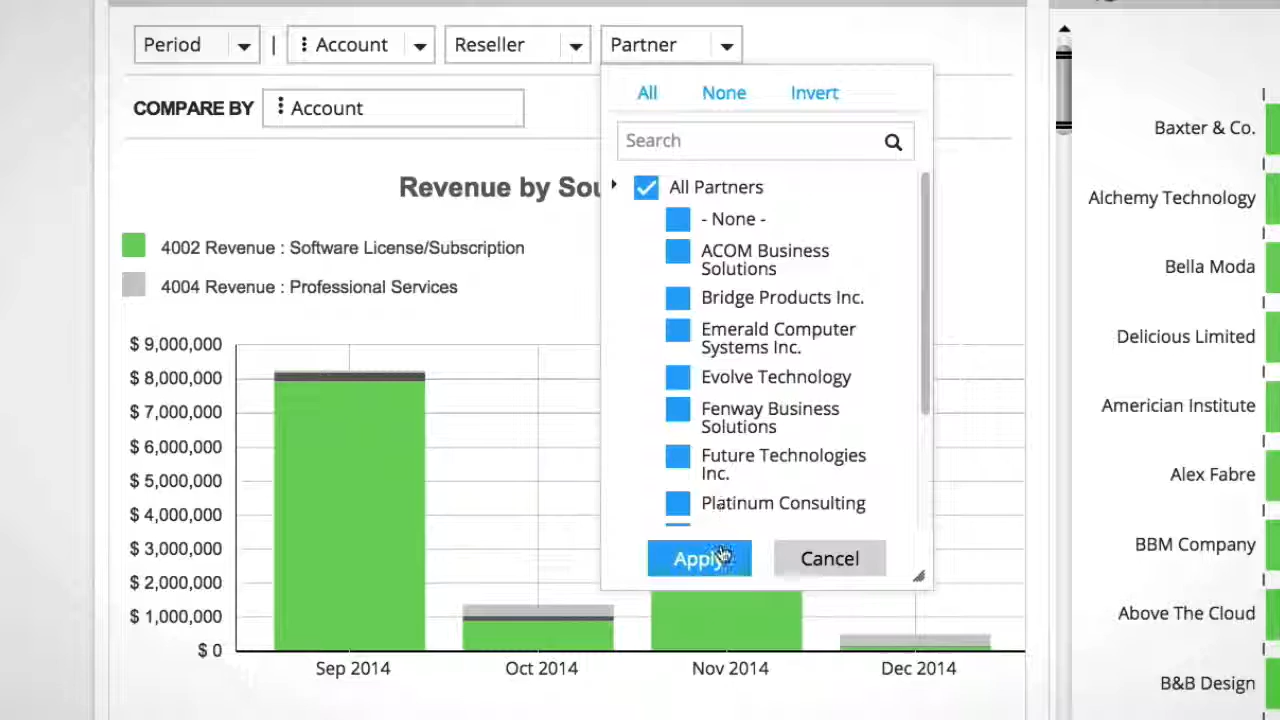 Period
Account
Reseller
Partner
COMPARE BY
Account
All
None
Invert
Search
All Partners
- None -
ACOM Business
Solutions
Bridge Products Inc.
Emerald Computer
Systems Inc.
Evolve Technology
Fenway Business
Solutions
Future Technologies
Inc.
Platinum Consulting
Apply
Cancel
Revenue by Sou
4002 Revenue : Software License/Subscription
4004 Revenue : Professional Services
$ 9,000,000
$ 8,000,000
$ 7,000,000
$ 6,000,000
$ 5,000,000
$ 4,000,000
$ 3,000,000
$ 2,000,000
$ 1,000,000
$ 0
Sep 2014
Oct 2014
Nov 2014
Dec 2014
Baxter & Co.
Alchemy Technology
Bella Moda
Delicious Limited
Americian Institute
Alex Fabre
BBM Company
Above The Cloud
B&B Design